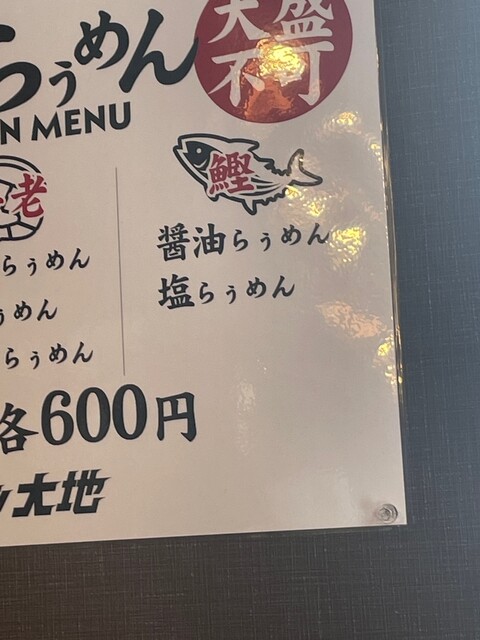 らぅめん
大盛
不可
N MENU
老
鰹
らぅめん
醤油らぅめん
ぅめん
塩らぅめん
らぅめん
各600円
大地